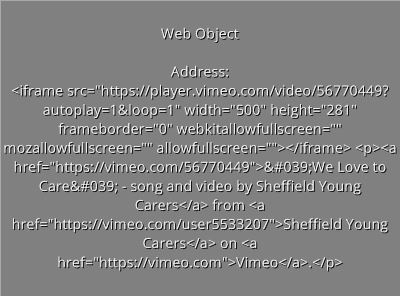 Web Object
Address:
<iframe src="https://player.vimeo.com/video/56770449?
autoplay=1&loop=1" width="500" height="281"
frameborder="0" webkitallowfullscreen=""
mozallowfullscreen="" allowfullscreen=""></iframe> <p><a
href="https://vimeo.com/56770449">&#039;We Love to
Care&#039; - song and video by Sheffield Young
Carers</a> from <a
href="https://vimeo.com/user5533207">Sheffield Young
Carers</a> on <a
href="https://vimeo.com">Vimeo</a>.</p>